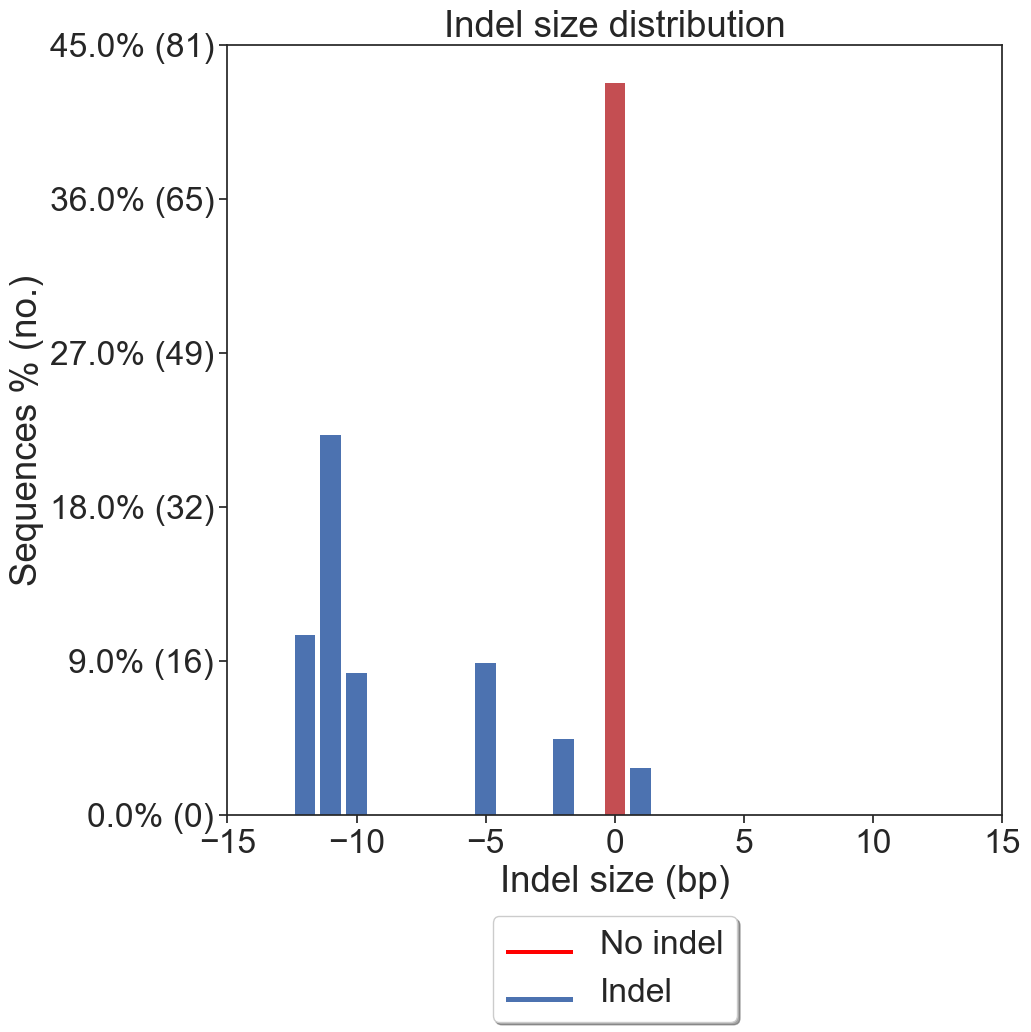 Indel size distribution
45.0% (81)
36.0% (65)
27.0% (49)
18.0% (32)
9.0% (16)
0.0% (0)
Sequences % (no.)
−15 −10 −5 0 5 10 15
Indel size (bp)
No indel
Indel